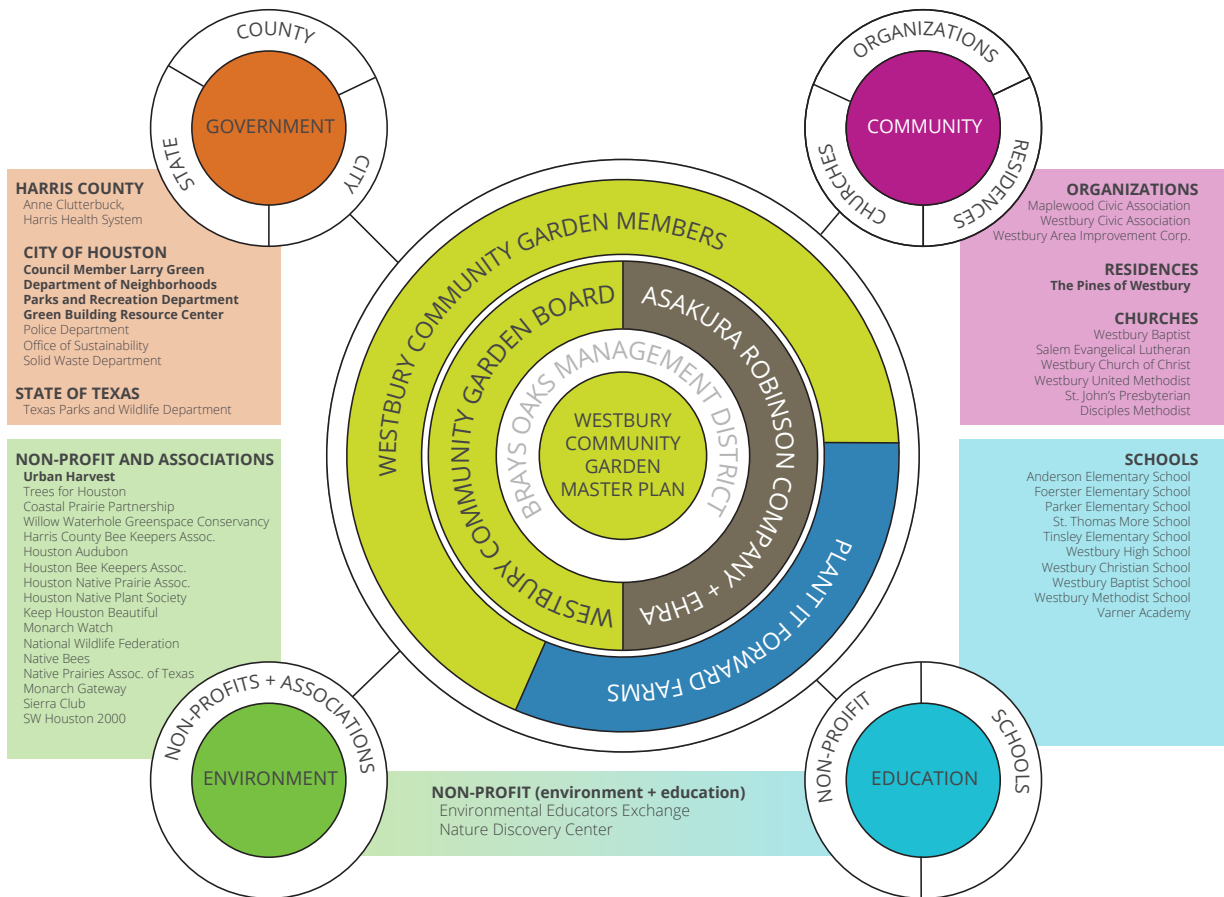 COUNTY
STATE
CITY
GOVERNMENT
ORGANIZATIONS
CHURCHES
RESIDENCES
COMMUNITY
HARRIS COUNTY
Anne Clutterbuck,
Harris Health System
CITY OF HOUSTON
Council Member Larry Green
Department of Neighborhoods
Parks and Recreation Department
Green Building Resource Center
Police Department
Office of Sustainability
Solid Waste Department
STATE OF TEXAS
Texas Parks and Wildlife Department
WESTBURY COMMUNITY GARDEN MEMBERS
PLANT IT FORWARD FARMS
WESTBURY COMMUNITY GARDEN BOARD
ASAKURA ROBINSON COMPANY + EHRA
BRAYS OAKS MANAGEMENT DISTRICT
WESTBURY
COMMUNITY
GARDEN
MASTER PLAN
ORGANIZATIONS
Maplewood Civic Association
Westbury Civic Association
Westbury Area Improvement Corp.
RESIDENCES
The Pines of Westbury
CHURCHES
Westbury Baptist
Salem Evangelical Lutheran
Westbury Church of Christ
Westbury United Methodist
St. John's Presbyterian
Disciples Methodist
NON-PROFIT AND ASSOCIATIONS
Urban Harvest
Trees for Houston
Coastal Prairie Partnership
Willow Waterhole Greenspace Conservancy
Harris County Bee Keepers Assoc.
Houston Audubon
Houston Bee Keepers Assoc.
Houston Native Prairie Assoc.
Houston Native Plant Society
Keep Houston Beautiful
Monarch Watch
National Wildlife Federation
Native Bees
Native Prairies Assoc. of Texas
Monarch Gateway
Sierra Club
SW Houston 2000
SCHOOLS
Anderson Elementary School
Foerster Elementary School
Parker Elementary School
St. Thomas More School
Tinsley Elementary School
Westbury High School
Westbury Christian School
Westbury Baptist School
Westbury Methodist School
Varner Academy
NON-PROFITS + ASSOCIATIONS
ENVIRONMENT
NON-PROFIT (environment + education)
Environmental Educators Exchange
Nature Discovery Center
NON-PROIFIT
SCHOOLS
EDUCATION